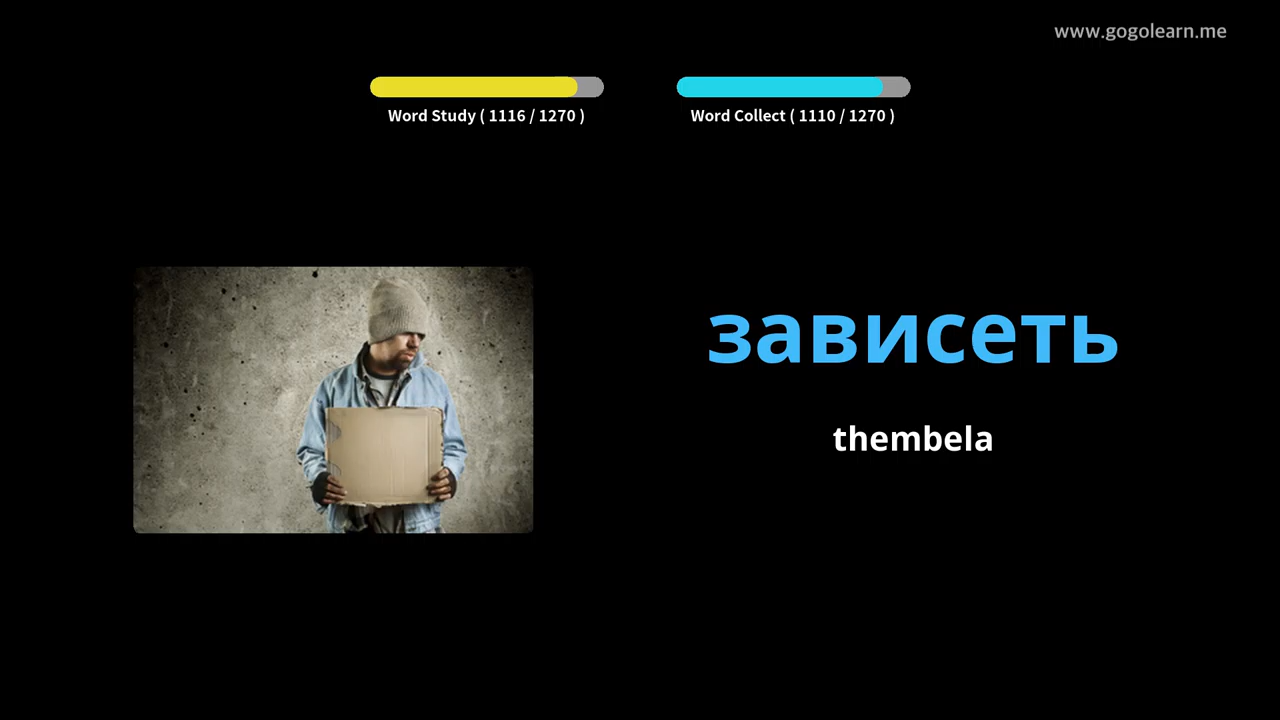 www.gogolearn.me
Word Study ( 1116 / 1270 )
Word Collect ( 1110 / 1270 )
зависеть
thembela